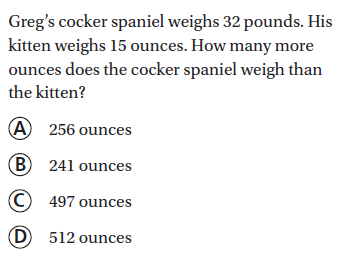 Greg’s cocker spaniel weighs 32 pounds. His
kitten weighs 15 ounces. How many more
ounces does the cocker spaniel weigh than
the kitten?
A 256 ounces
B 241 ounces
C 497 ounces
D 512 ounces